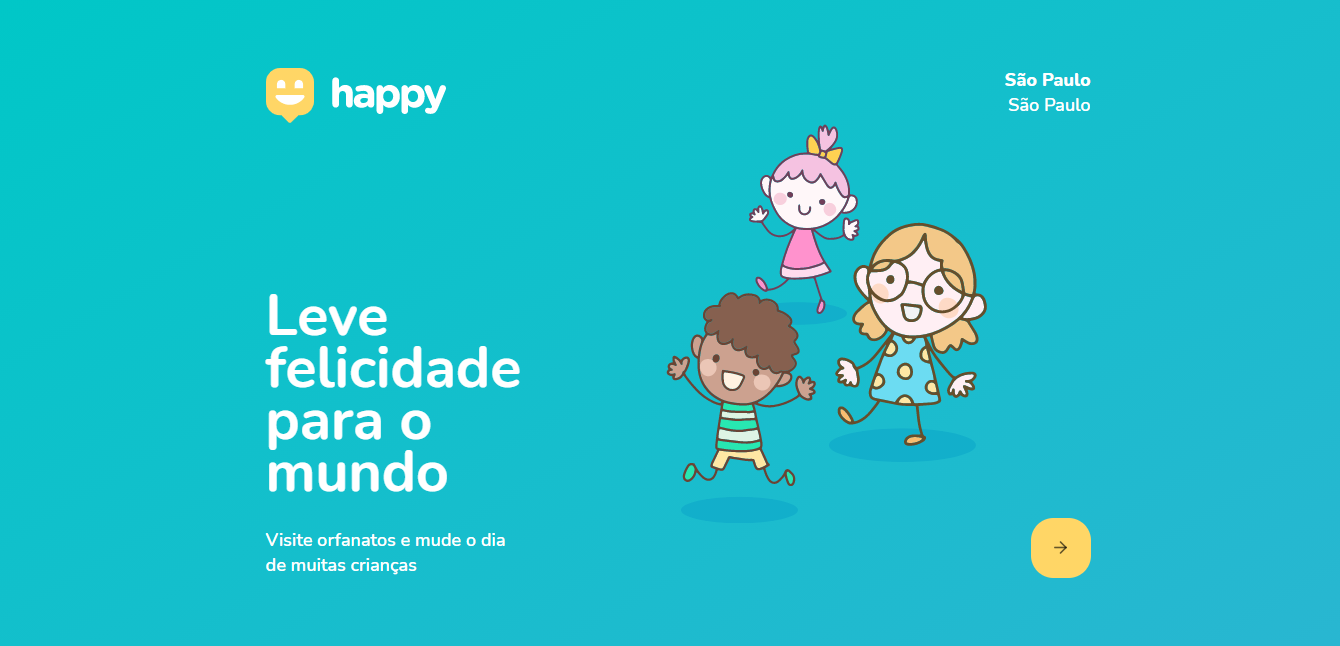 happy
São Paulo
São Paulo
Leve
felicidade
para o
mundo
Visite orfanatos e mude o dia
de muitas crianças